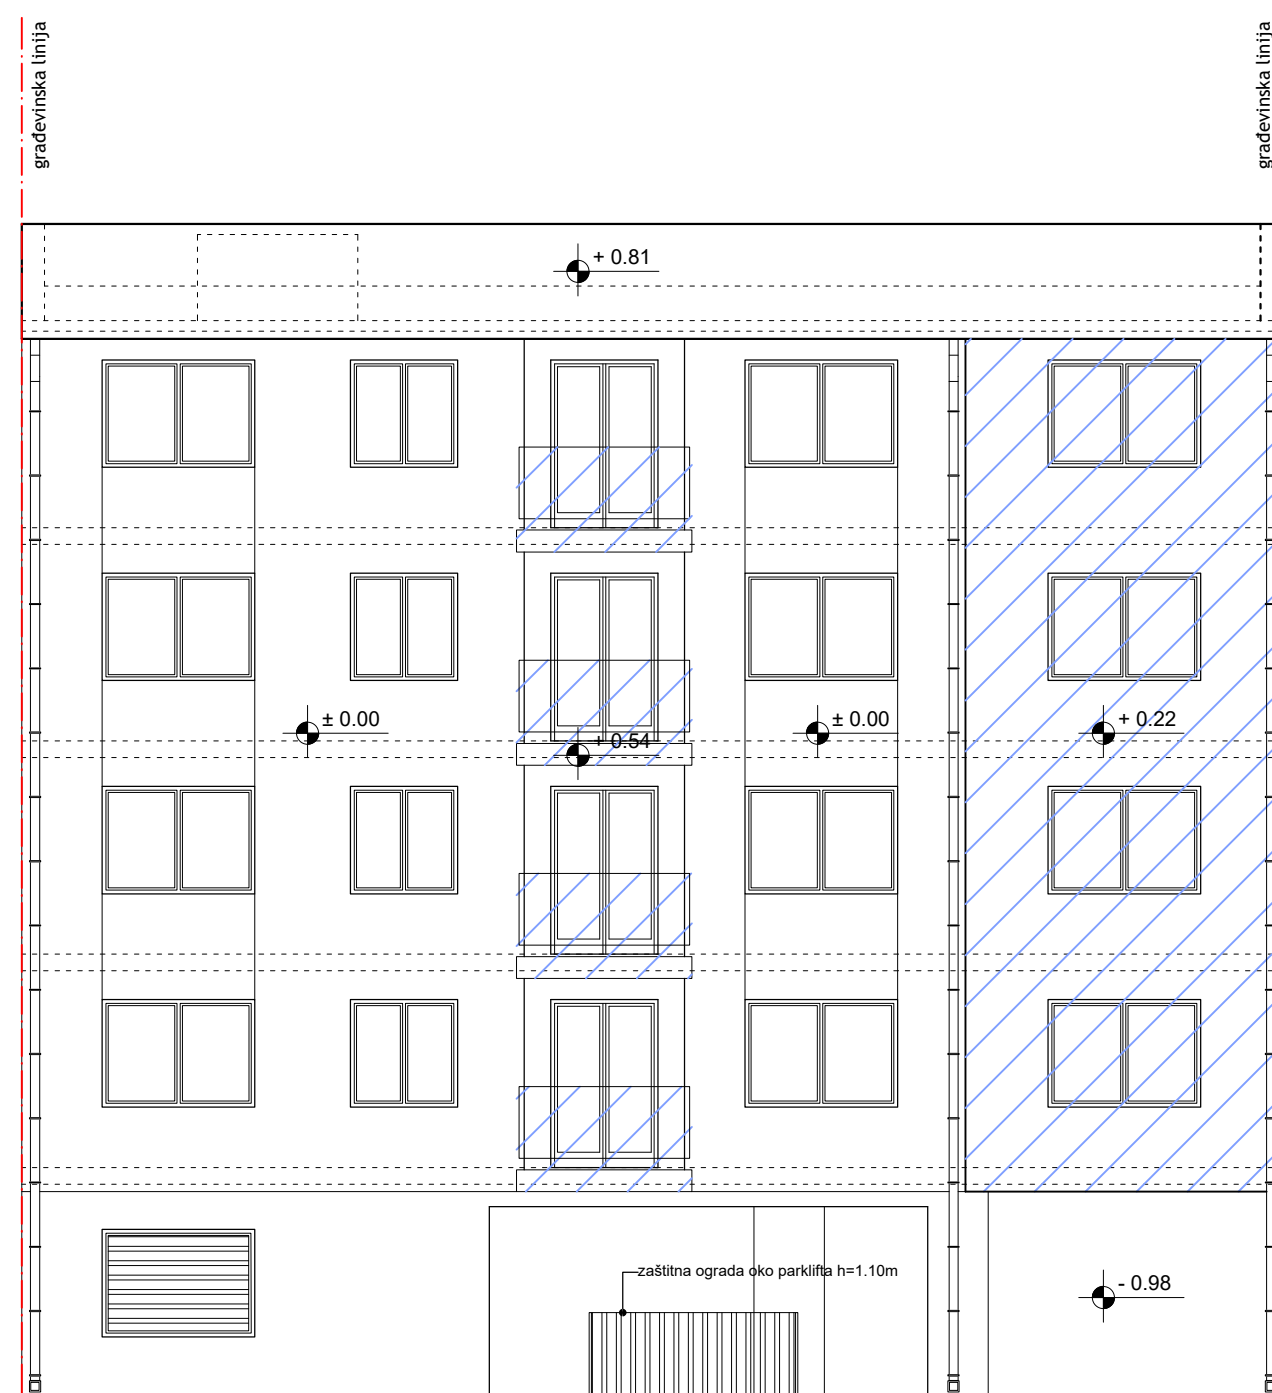 građevinska linija
građevinska linija
+ 0.81
± 0.00
± 0.00
+ 0.22
+ 0.54
zaštitna ograda oko parklifta h=1.10m
- 0.98